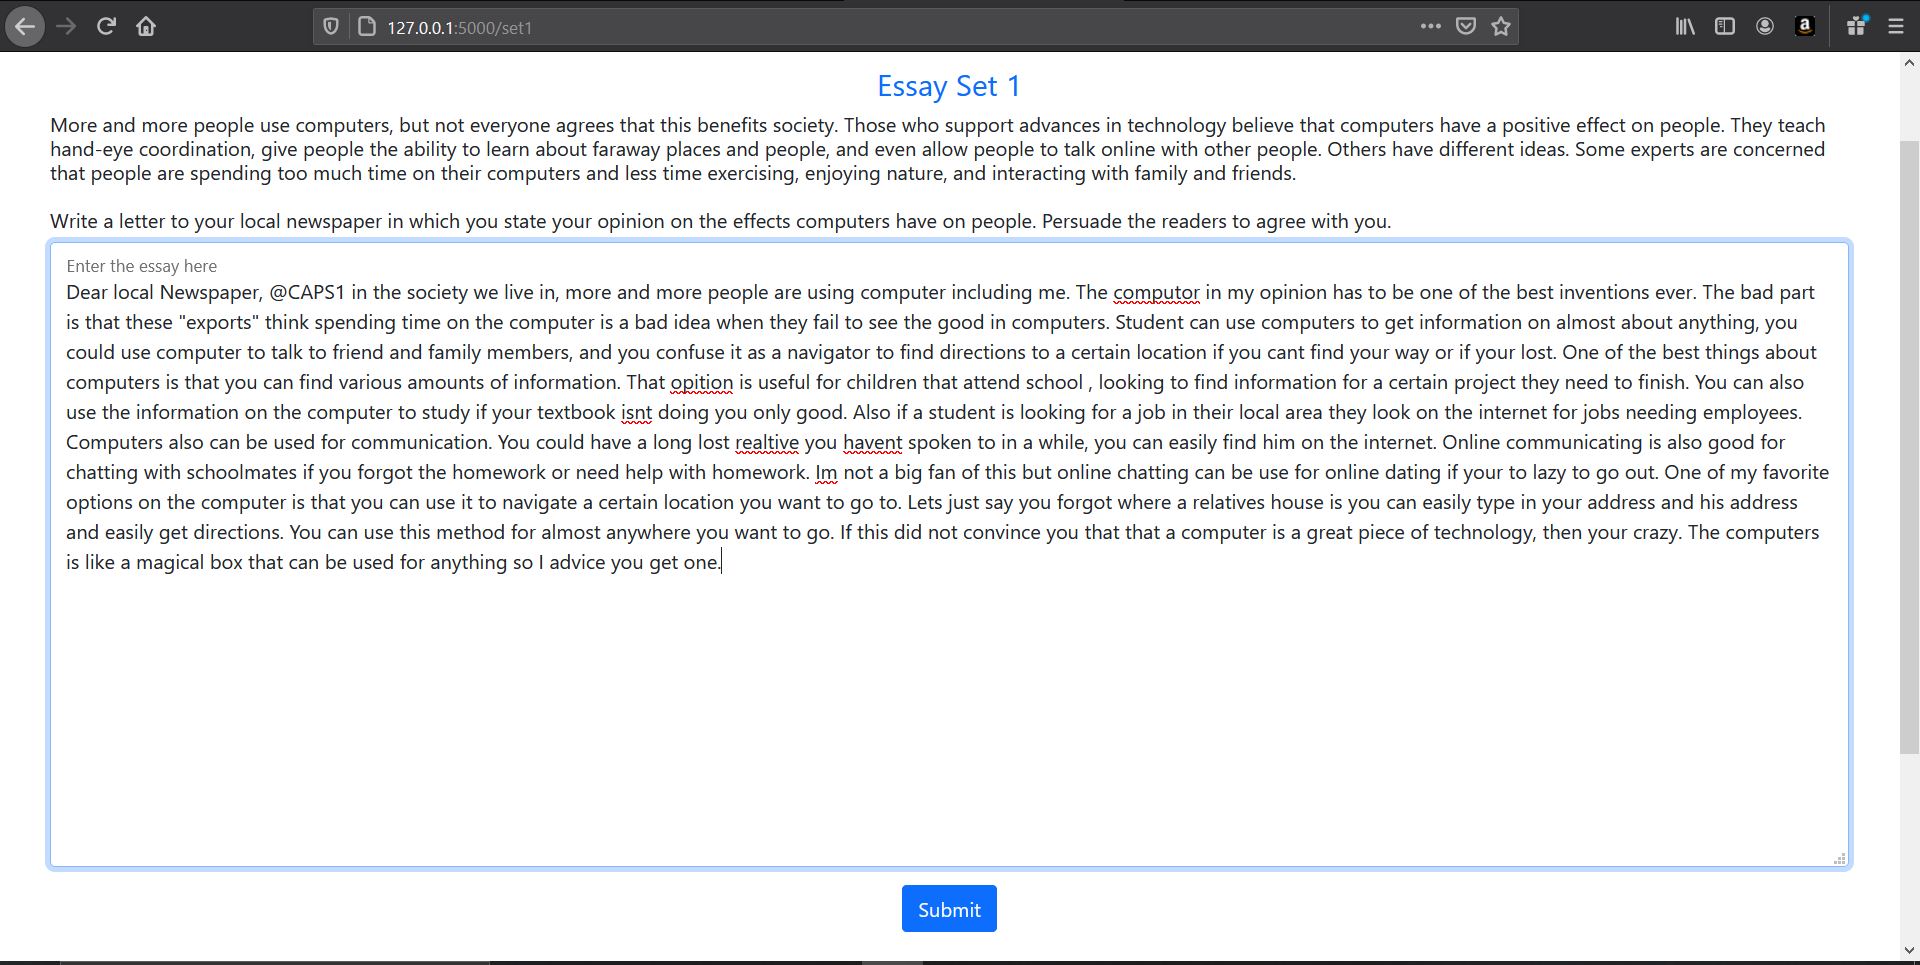 127.0.0.1:5000/set1
a
Essay Set 1
More and more people use computers, but not everyone agrees that this benefits society. Those who support advances in technology believe that computers have a positive effect on people. They teach
hand-eye coordination, give people the ability to learn about faraway places and people, and even allow people to talk online with other people. Others have different ideas. Some experts are concerned
that people are spending too much time on their computers and less time exercising, enjoying nature, and interacting with family and friends.
Write a letter to your local newspaper in which you state your opinion on the effects computers have on people. Persuade the readers to agree with you.
Enter the essay here
Dear local Newspaper, @CAPS1 in the society we live in, more and more people are using computer including me. The computor in my opinion has to be one of the best inventions ever. The bad part
is that these "exports" think spending time on the computer is a bad idea when they fail to see the good in computers. Student can use computers to get information on almost about anything, you
could use computer to talk to friend and family members, and you confuse it as a navigator to find directions to a certain location if you cant find your way or if your lost. One of the best things about
computers is that you can find various amounts of information. That opition is useful for children that attend school , looking to find information for a certain project they need to finish. You can also
use the information on the computer to study if your textbook isnt doing you only good. Also if a student is looking for a job in their local area they look on the internet for jobs needing employees.
Computers also can be used for communication. You could have a long lost realtive you havent spoken to in a while, you can easily find him on the internet. Online communicating is also good for
chatting with schoolmates if you forgot the homework or need help with homework. Im not a big fan of this but online chatting can be use for online dating if your to lazy to go out. One of my favorite
options on the computer is that you can use it to navigate a certain location you want to go to. Lets just say you forgot where a relatives house is you can easily type in your address and his address
and easily get directions. You can use this method for almost anywhere you want to go. If this did not convince you that that a computer is a great piece of technology, then your crazy. The computers
is like a magical box that can be used for anything so I advice you get one.
Submit